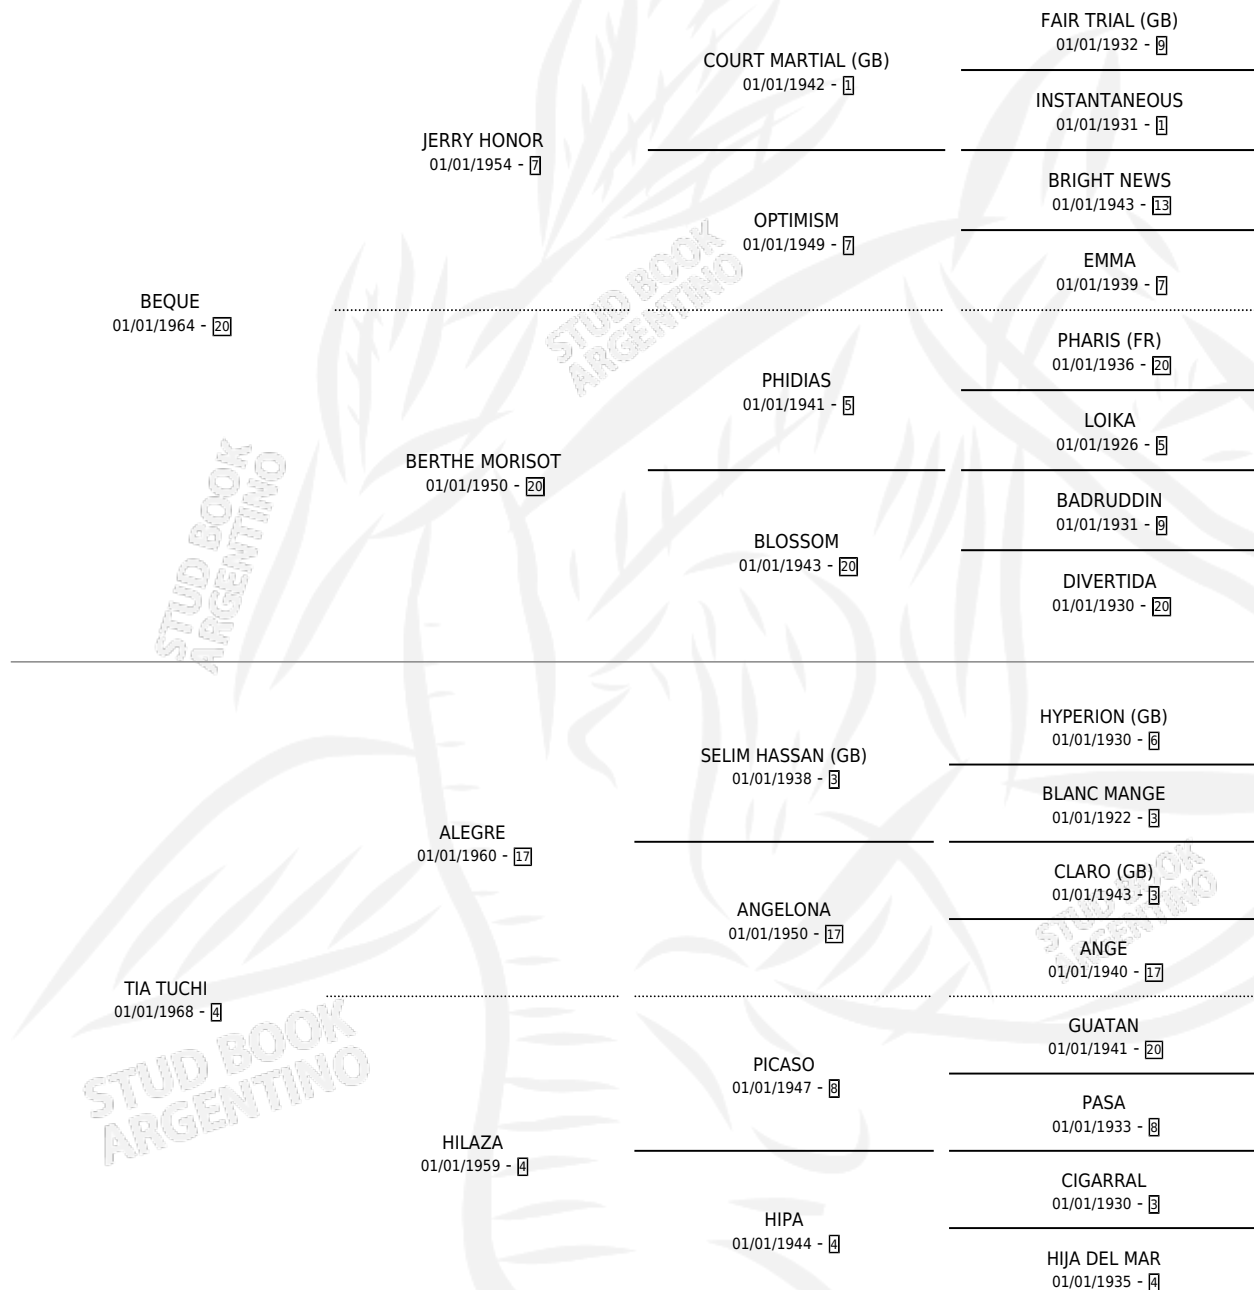 BEQUE
01/01/1964 - 20
JERRY HONOR
01/01/1954 - 7
COURT MARTIAL (GB)
01/01/1942 - 1
FAIR TRIAL (GB)
01/01/1932 - 9
INSTANTANEOUS
01/01/1931 - 1
OPTIMISM
01/01/1949 - 7
BRIGHT NEWS
01/01/1943 - 13
EMMA
01/01/1939 - 7
BERTHE MORISOT
01/01/1950 - 20
PHIDIAS
01/01/1941 - 5
PHARIS (FR)
01/01/1936 - 20
LOIKA
01/01/1926 - 5
BLOSSOM
01/01/1943 - 20
BADRUDDIN
01/01/1931 - 9
DIVERTIDA
01/01/1930 - 20
TIA TUCHI
01/01/1968 - 4
ALEGRE
01/01/1960 - 17
SELIM HASSAN (GB)
01/01/1938 - 3
HYPERION (GB)
01/01/1930 - 6
BLANC MANGE
01/01/1922 - 3
ANGELONA
01/01/1950 - 17
CLARO (GB)
01/01/1943 - 3
ANGE
01/01/1940 - 17
HILAZA
01/01/1959 - 4
PICASO
01/01/1947 - 8
GUATAN
01/01/1941 - 20
PASA
01/01/1933 - 8
HIPA
01/01/1944 - 4
CIGARRAL
01/01/1930 - 3
HIJA DEL MAR
01/01/1935 - 4
STUD BOOK
ARGENTINO
STUD BOOK
ARGENTINO
STUD BOOK
ARGENTINO
STUD BOOK
ARGENTINO